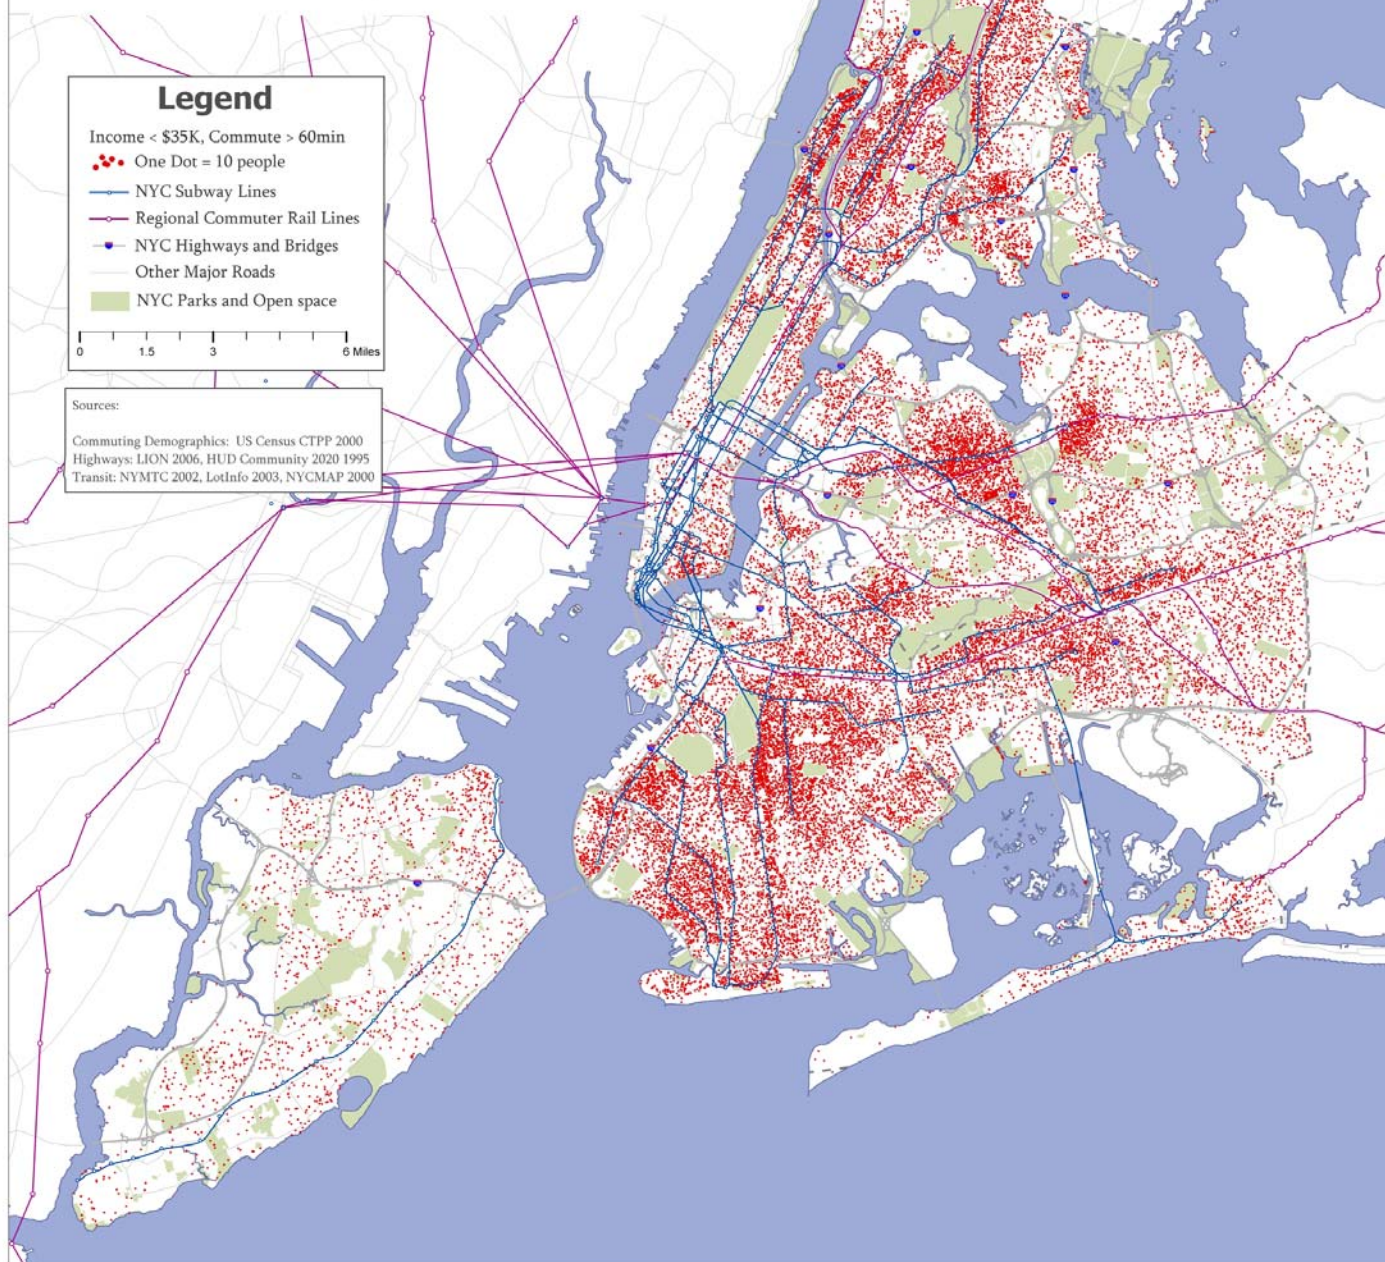 Legend
Income < $35K, Commute > 60min
One Dot = 10 people
NYC Subway Lines
Regional Commuter Rail Lines
NYC Highways and Bridges
Other Major Roads
NYC Parks and Open space
0 1.5 3 6 Miles
Sources:
Commuting Demographics: US Census CTPP 2000
Highways: LION 2006, HUD Community 2020 1995
Transit: NYMTC 2002, LotInfo 2003, NYCMAP 2000